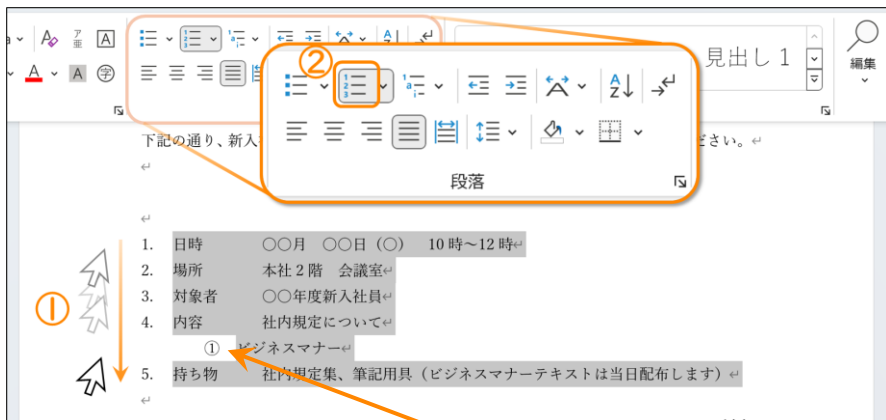 ア
亜
A
A
A
字
②
段落
見出し 1
編集
下記の通り、新入
ださい。
1. 日時 〇〇月 〇〇日（〇） 10 時～12 時
2. 場所 本社 2 階 会議室
3. 対象者 〇〇年度新入社員
4. 内容 社内規定について
① ビジネスマナー
5. 持ち物 社内規定集、筆記用具（ビジネスマナーテキストは当日配布します）
①